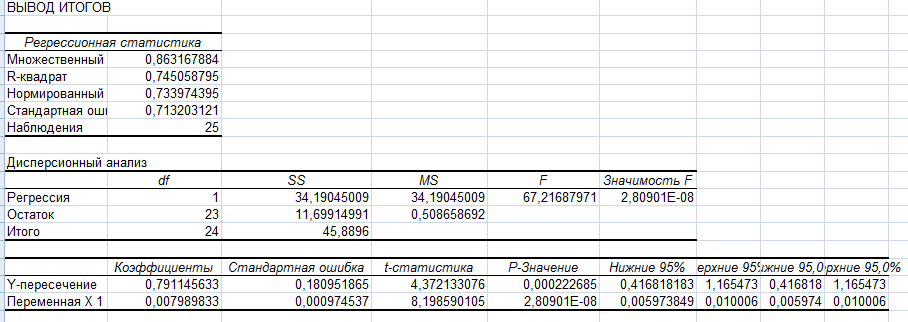 ВЫВОД ИТОГОВ
Регрессионная статистика
Множественный 0,863167884
R-квадрат 0,745058795
Нормированный 0,733974395
Стандартная 0,713203121
Наблюдения 25
Дисперсионный анализ
df SS MS F Значимость F
Регрессия 1 34,19045009 34,19045009 67,21687971 2,80901E-08
Остаток 23 11,69914991 0,508658692
Итого 24 45,8896
Коэффициенты Стандартная ошибка t-статистика P-Значение Нижние 95% ерхние 95% ижние 95,0 рхние 95,0%
Y-пересечение 0,791145633 0,180951865 4,372133076 0,000222685 0,416818183 1,165473 0,416818 1,165473
Переменная X 1 0,007989833 0,000974537 8,198590105 2,80901E-08 0,005973849 0,010006 0,005974 0,010006